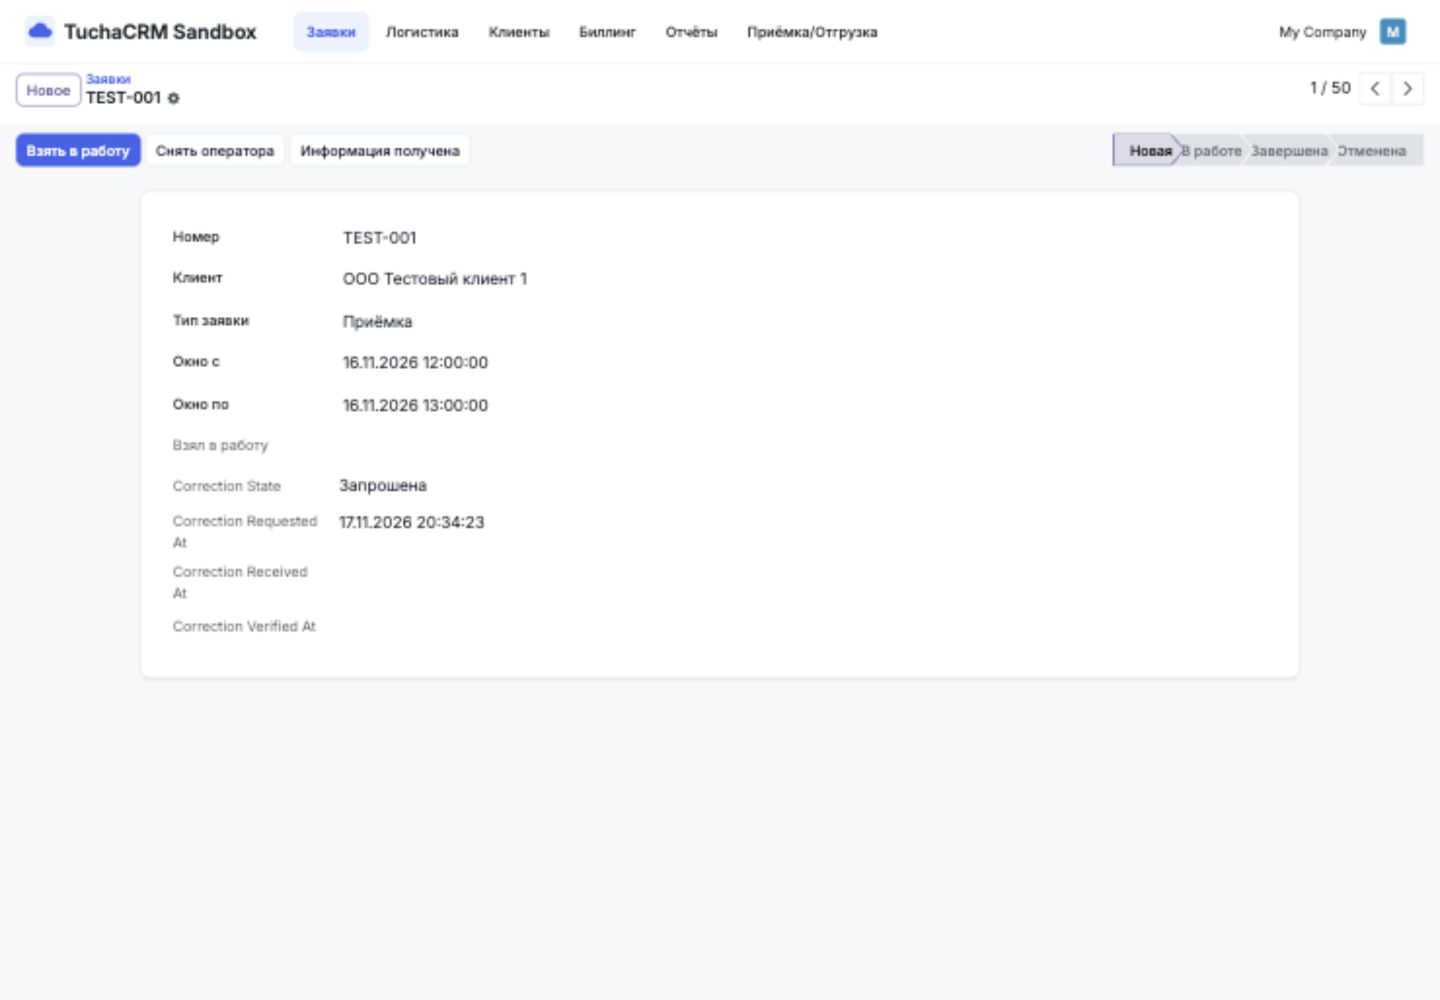 TuchaCRM Sandbox
Заявки Логистика Клиенты Биллинг Отчёты Приёмка/Отгрузка
My Company M
Новое
Заявки
TEST-001
1 / 50
Взять в работу Снять оператора Информация получена
Новая В работе Завершена Отменена
Номер TEST-001
Клиент ООО Тестовый клиент 1
Тип заявки Приёмка
Окно с 16.11.2026 12:00:00
Окно по 16.11.2026 13:00:00
Взял в работу
Correction State Запрошена
Correction Requested 17.11.2026 20:34:23
At
Correction Received
At
Correction Verified At